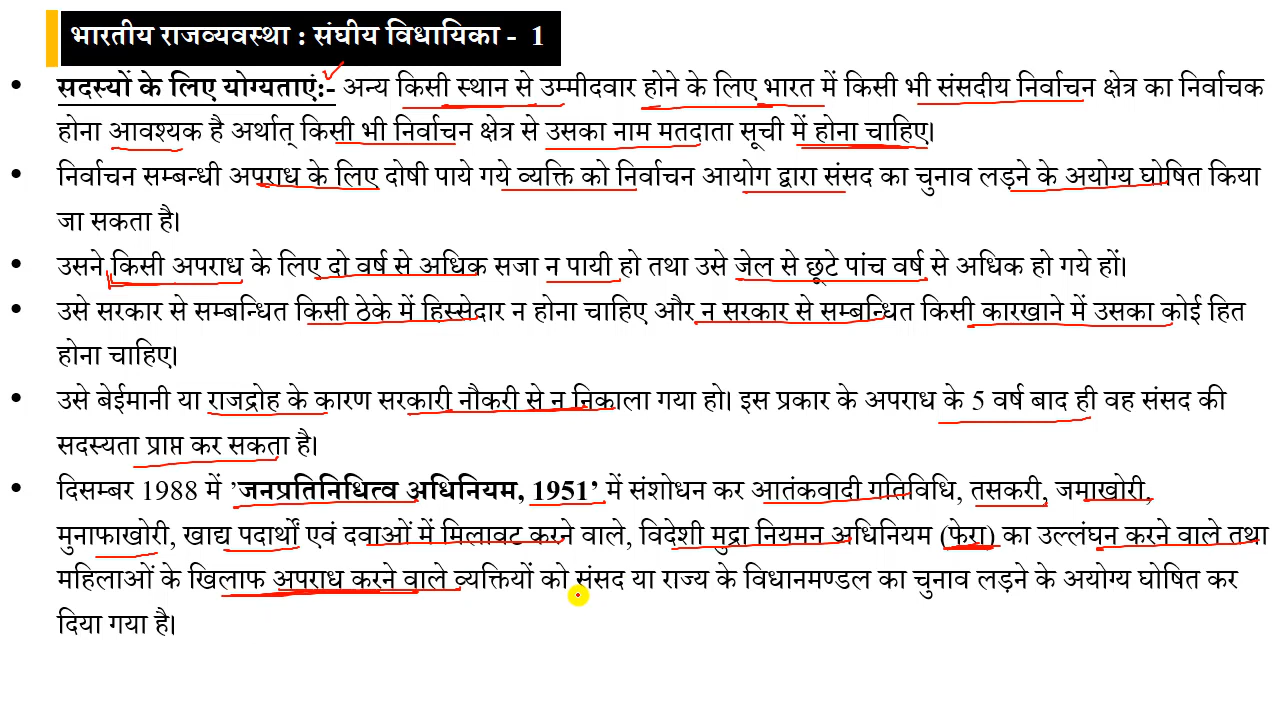 भारतीय राजव्यवस्था : संघीय विधायिका - 1
• सदस्यों के लिए योग्यताएं:- अन्य किसी स्थान से उम्मीदवार होने के लिए भारत में किसी भी संसदीय निर्वाचन क्षेत्र का निर्वाचक
होना आवश्यक है अर्थात् किसी भी निर्वाचन क्षेत्र से उसका नाम मतदाता सूची में होना चाहिए।
• निर्वाचन सम्बन्धी अपराध के लिए दोषी पाये गये व्यक्ति को निर्वाचन आयोग द्वारा संसद का चुनाव लड़ने के अयोग्य घोषित किया
जा सकता है।
• उसने किसी अपराध के लिए दो वर्ष से अधिक सजा न पायी हो तथा उसे जेल से छूटे पांच वर्ष से अधिक हो गये हों।
• उसे सरकार से सम्बन्धित किसी ठेके में हिस्सेदार न होना चाहिए और न सरकार से सम्बन्धित किसी कारखाने में उसका कोई हित
होना चाहिए।
• उसे बेईमानी या राजद्रोह के कारण सरकारी नौकरी से न निकाला गया हो। इस प्रकार के अपराध के 5 वर्ष बाद ही वह संसद की
सदस्यता प्राप्त कर सकता है।
• दिसम्बर 1988 में ’जनप्रतिनिधित्व अधिनियम, 1951’ में संशोधन कर आतंकवादी गतिविधि, तसकरी, जमाखोरी,
मुनाफाखोरी, खाद्य पदार्थों एवं दवाओं में मिलावट करने वाले, विदेशी मुद्रा नियमन अधिनियम (फेरा) का उल्लंघन करने वाले तथा
महिलाओं के खिलाफ अपराध करने वाले व्यक्तियों को संसद या राज्य के विधानमण्डल का चुनाव लड़ने के अयोग्य घोषित कर
दिया गया है।